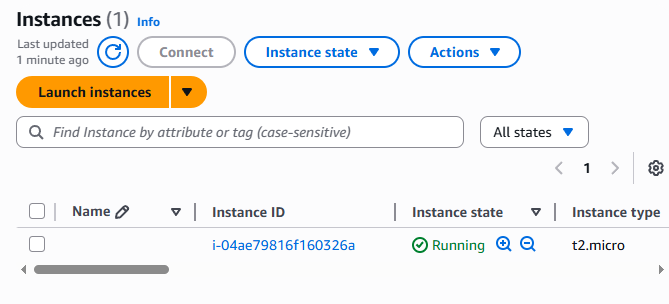 Instances (1) Info
Last updated
1 minute ago
Connect
Instance state
Actions
Launch instances
Find Instance by attribute or tag (case-sensitive)
All states
1
Name Instance ID Instance state Instance type
i-04ae79816f160326a Running t2.micro